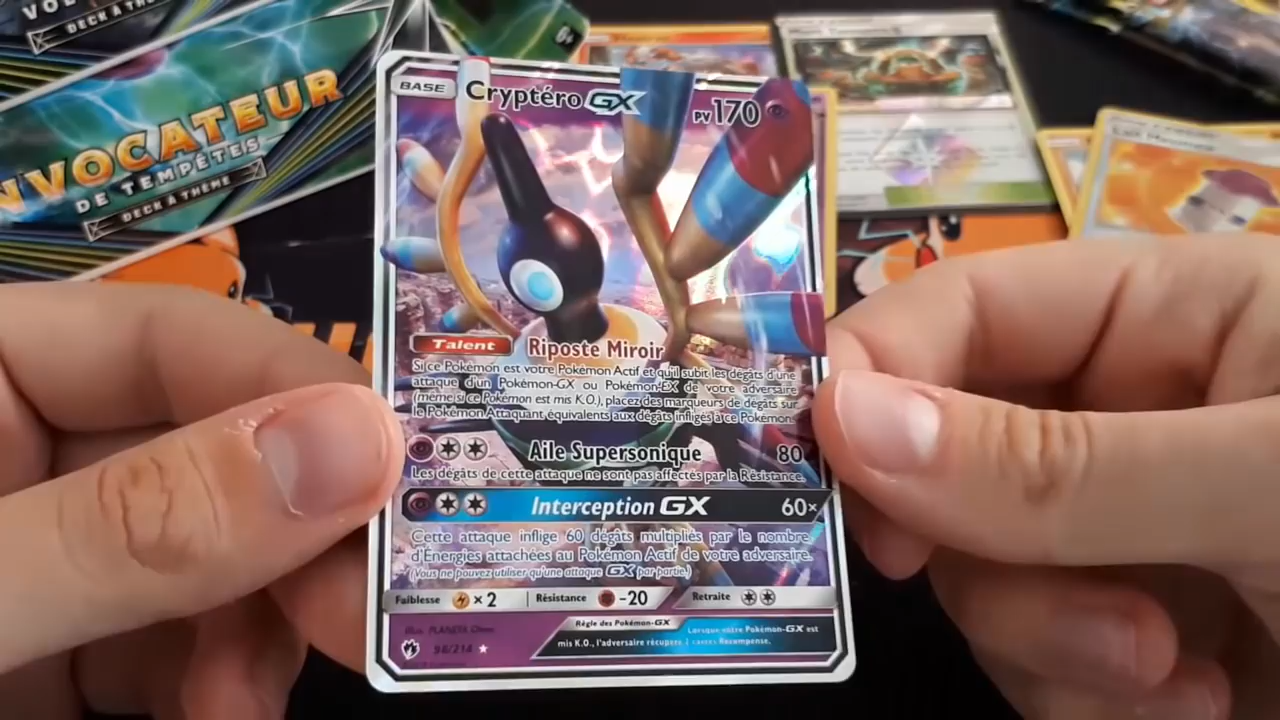 DECK À THÈME
INVOCATEUR
DE TEMPÊTES
DECK À THÈME
BASE
Cryptéro GX
PV 170
Talent Riposte Miroir
Si ce Pokémon est votre Pokémon Actif et qu'il subit les dégâts d'une
attaque d'un Pokémon-GX ou Pokémon-EX de votre adversaire
(même si ce Pokémon est mis K.O.), placez des marqueurs de dégâts sur
le Pokémon Attaquant équivalents aux dégâts infligés à ce Pokémon.
Aile Supersonique 80
Les dégâts de cette attaque ne sont pas affectés par la Résistance.
Interception GX 60×
Cette attaque inflige 60 dégâts multipliés par le nombre
d'Énergies attachées au Pokémon Actif de votre adversaire.
(Vous ne pouvez utiliser qu'une attaque GX par partie.)
Faiblesse ×2 Résistance -20 Retraite
Illus. PLANETA
Règle des Pokémon-GX
Lorsque votre Pokémon-GX est
mis K.O., l'adversaire récupère 2 cartes Récompense.
98/214